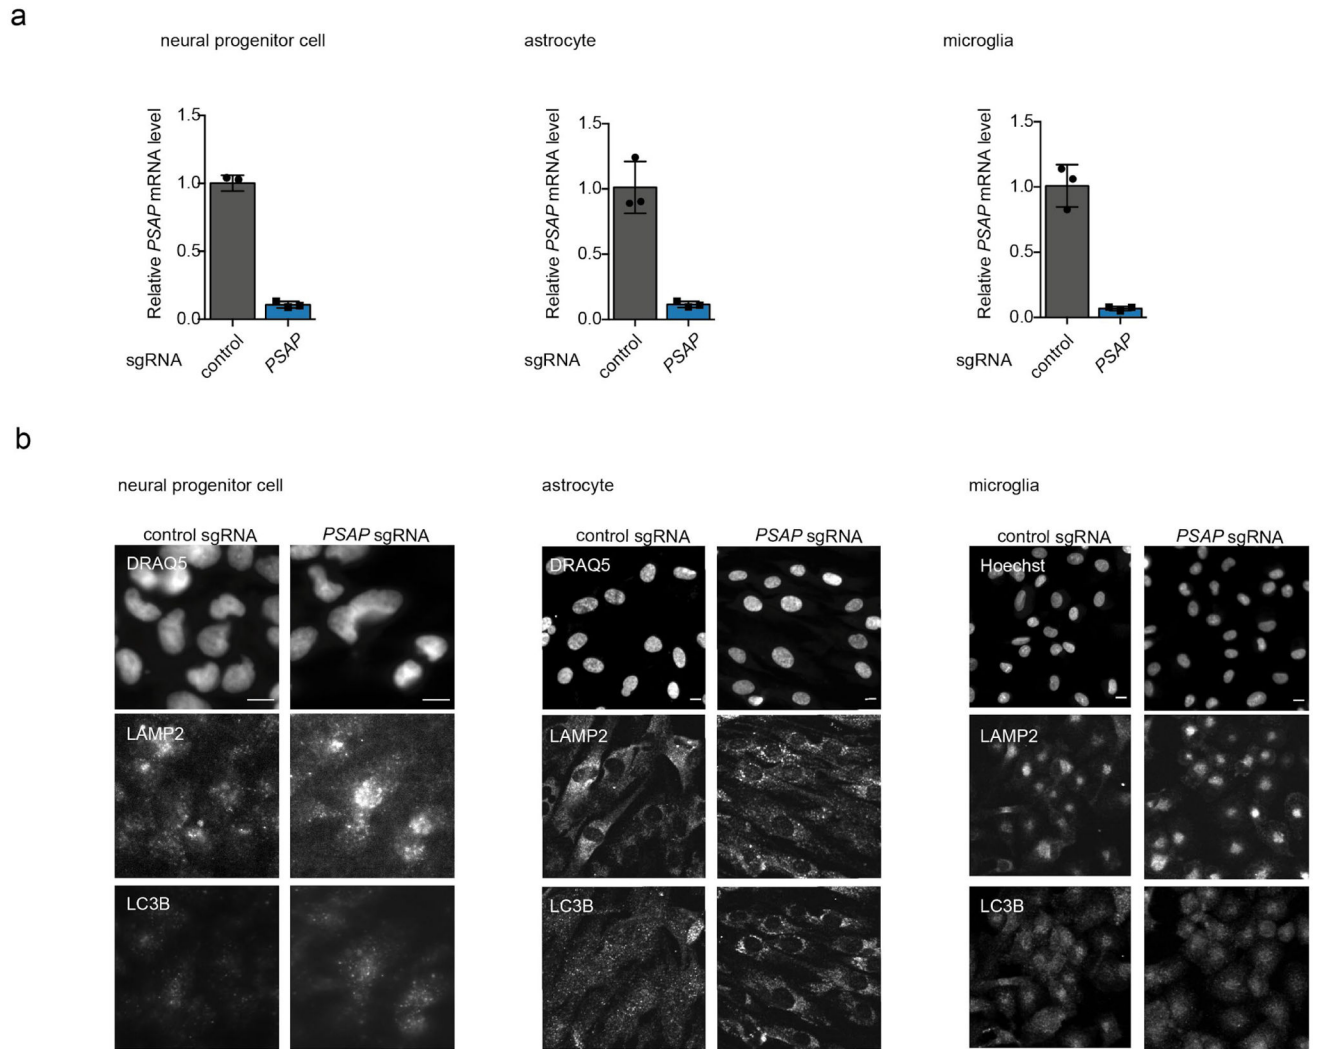 a
neural progenitor cell
astrocyte
microglia
Relative PSAP mRNA level
1.5
1.0
0.5
0.0
sgRNA
control
PSAP
Relative PSAP mRNA level
1.5
1.0
0.5
0.0
sgRNA
control
PSAP
Relative PSAP mRNA level
1.5
1.0
0.5
0.0
sgRNA
control
PSAP
b
neural progenitor cell
astrocyte
microglia
control sgRNA
PSAP sgRNA
control sgRNA
PSAP sgRNA
control sgRNA
PSAP sgRNA
DRAQ5
DRAQ5
Hoechst
LAMP2
LAMP2
LAMP2
LC3B
LC3B
LC3B